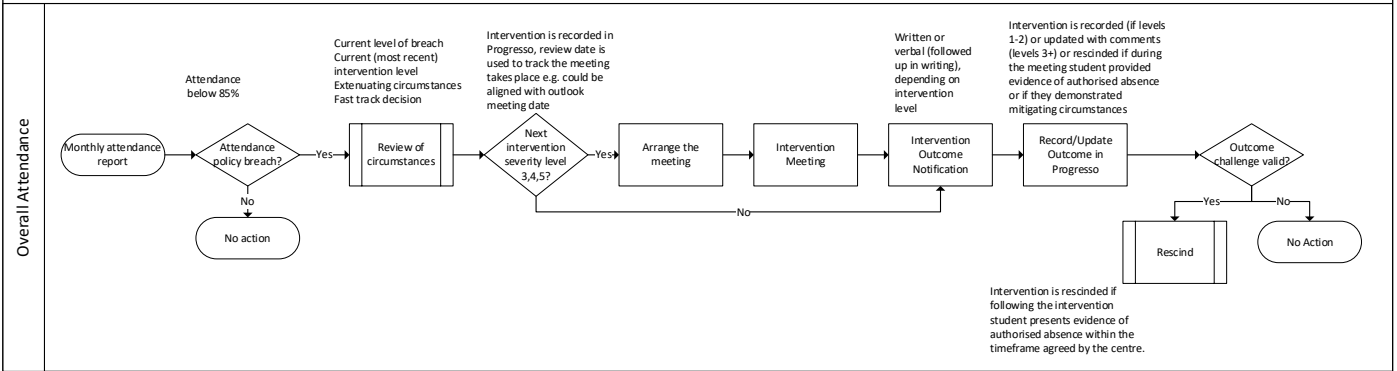 Overall Attendance
Monthly attendance
report
Attendance
below 85%
Attendance
policy breach?
Yes
No
No action
Current level of breach
Current (most recent)
intervention level
Extenuating circumstances
Fast track decision
Review of
circumstances
Intervention is recorded in
Progresso, review date is
used to track the meeting
takes place e.g. could be
aligned with outlook
meeting date
Next
intervention
severity level
3,4,5?
Yes
No
Arrange the
meeting
Intervention
Meeting
Written or
verbal (followed
up in writing),
depending on
intervention
level
Intervention
Outcome
Notification
Intervention is recorded (if levels
1-2) or updated with comments
(levels 3+) or rescinded if during
the meeting student provided
evidence of authorised absence
or if they demonstrated
mitigating circumstances
Record/Update
Outcome in
Progresso
Outcome
challenge valid?
Yes
No
Rescind
No Action
Intervention is rescinded if
following the intervention
student presents evidence of
authorised absence within the
timeframe agreed by the centre.